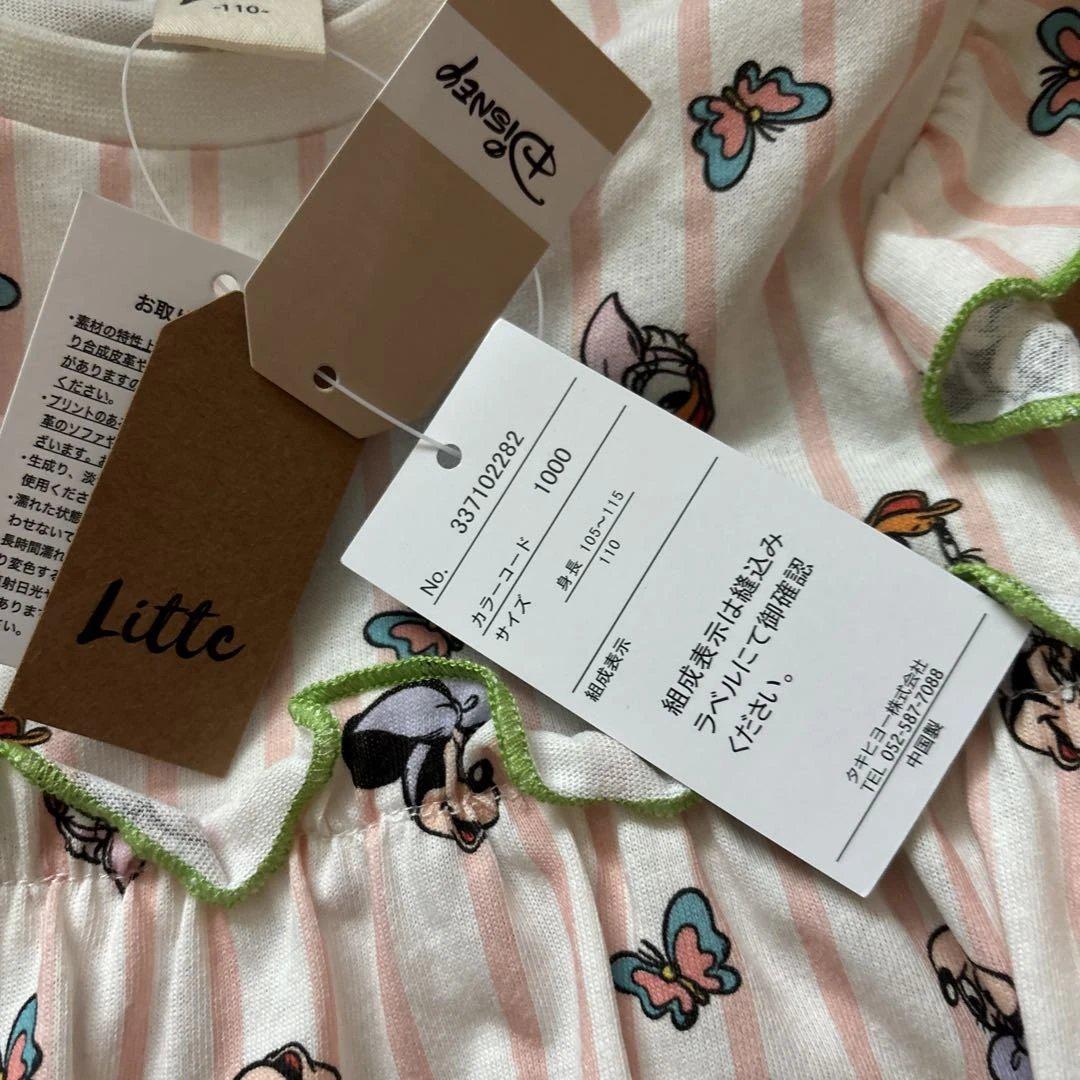 -110-
DISNEP
お取り
・素材の特性上
り合成皮革や
がありますの
ください。
・プリントのあ
革のソファや
ざいます。お
・生成り、淡
使用くださ
・濡れた状態
わせないで
長時間濡れ
り変色する
射日光や
あります
さい。
Littc
No. 337102282
カラーコード 1000
サイズ
身長 105～115
110
組成表示
組成表示は縫込み
ラベルにて御確認
ください。
タキヒヨー株式会社
TEL 052-587-7088
中国製